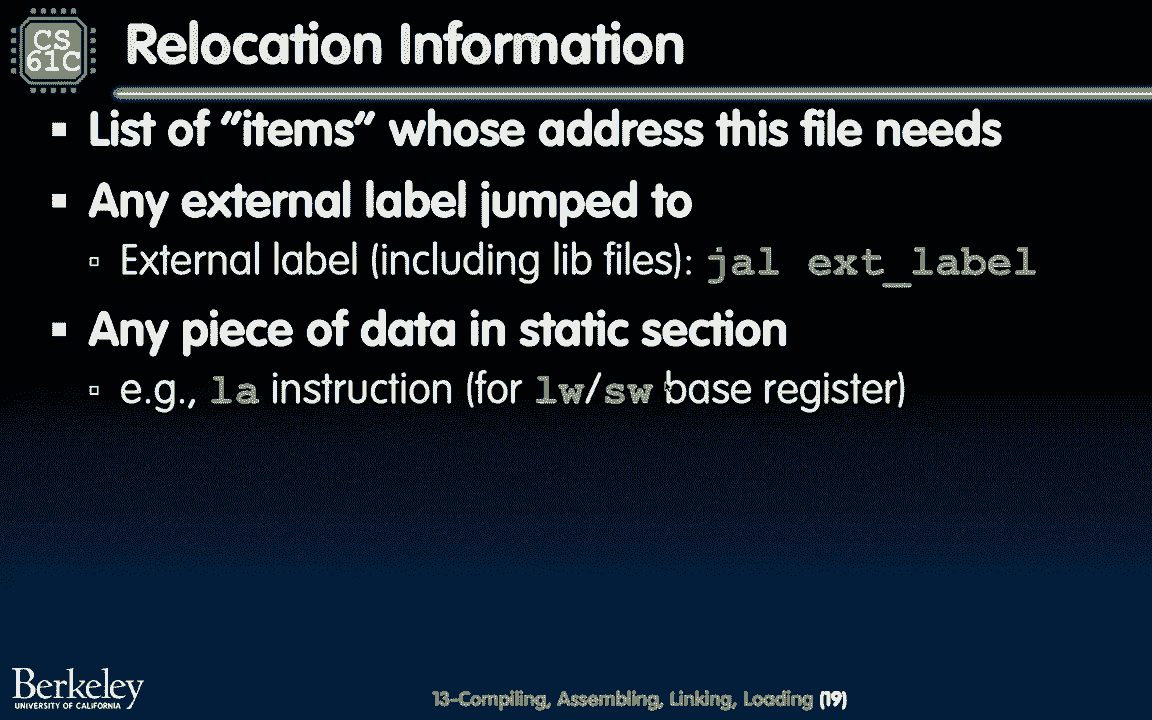 CS
61C
Relocation Information
List of “items” whose address this file needs
Any external label jumped to
External label (including lib files): jal ext_label
Any piece of data in static section
e.g., la instruction (for lw/sw base register)
Berkeley
UNIVERSITY OF CALIFORNIA
13-Compiling, Assembling, Linking, Loading (19)